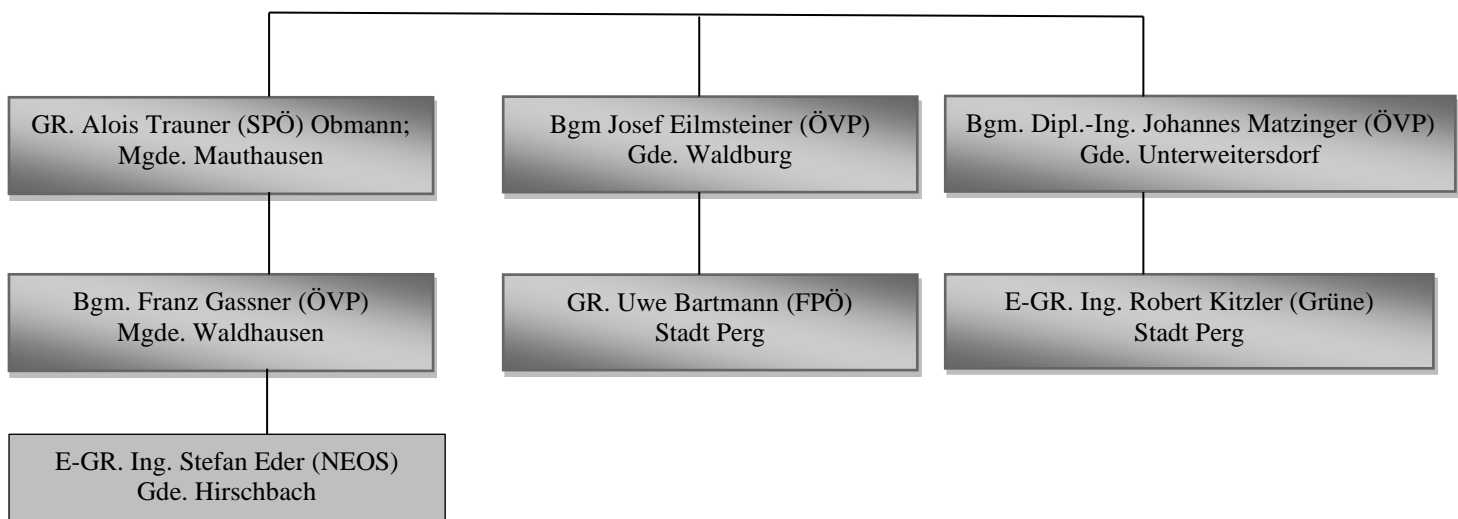 GR. Alois Trauner (SPÖ) Obmann;
Mgde. Mauthausen
Bgm Josef Eilmsteiner (ÖVP)
Gde. Waldburg
Bgm. Dipl.-Ing. Johannes Matzinger (ÖVP)
Gde. Unterweitersdorf
Bgm. Franz Gassner (ÖVP)
Mgde. Waldhausen
GR. Uwe Bartmann (FPÖ)
Stadt Perg
E-GR. Ing. Robert Kitzler (Grüne)
Stadt Perg
E-GR. Ing. Stefan Eder (NEOS)
Gde. Hirschbach